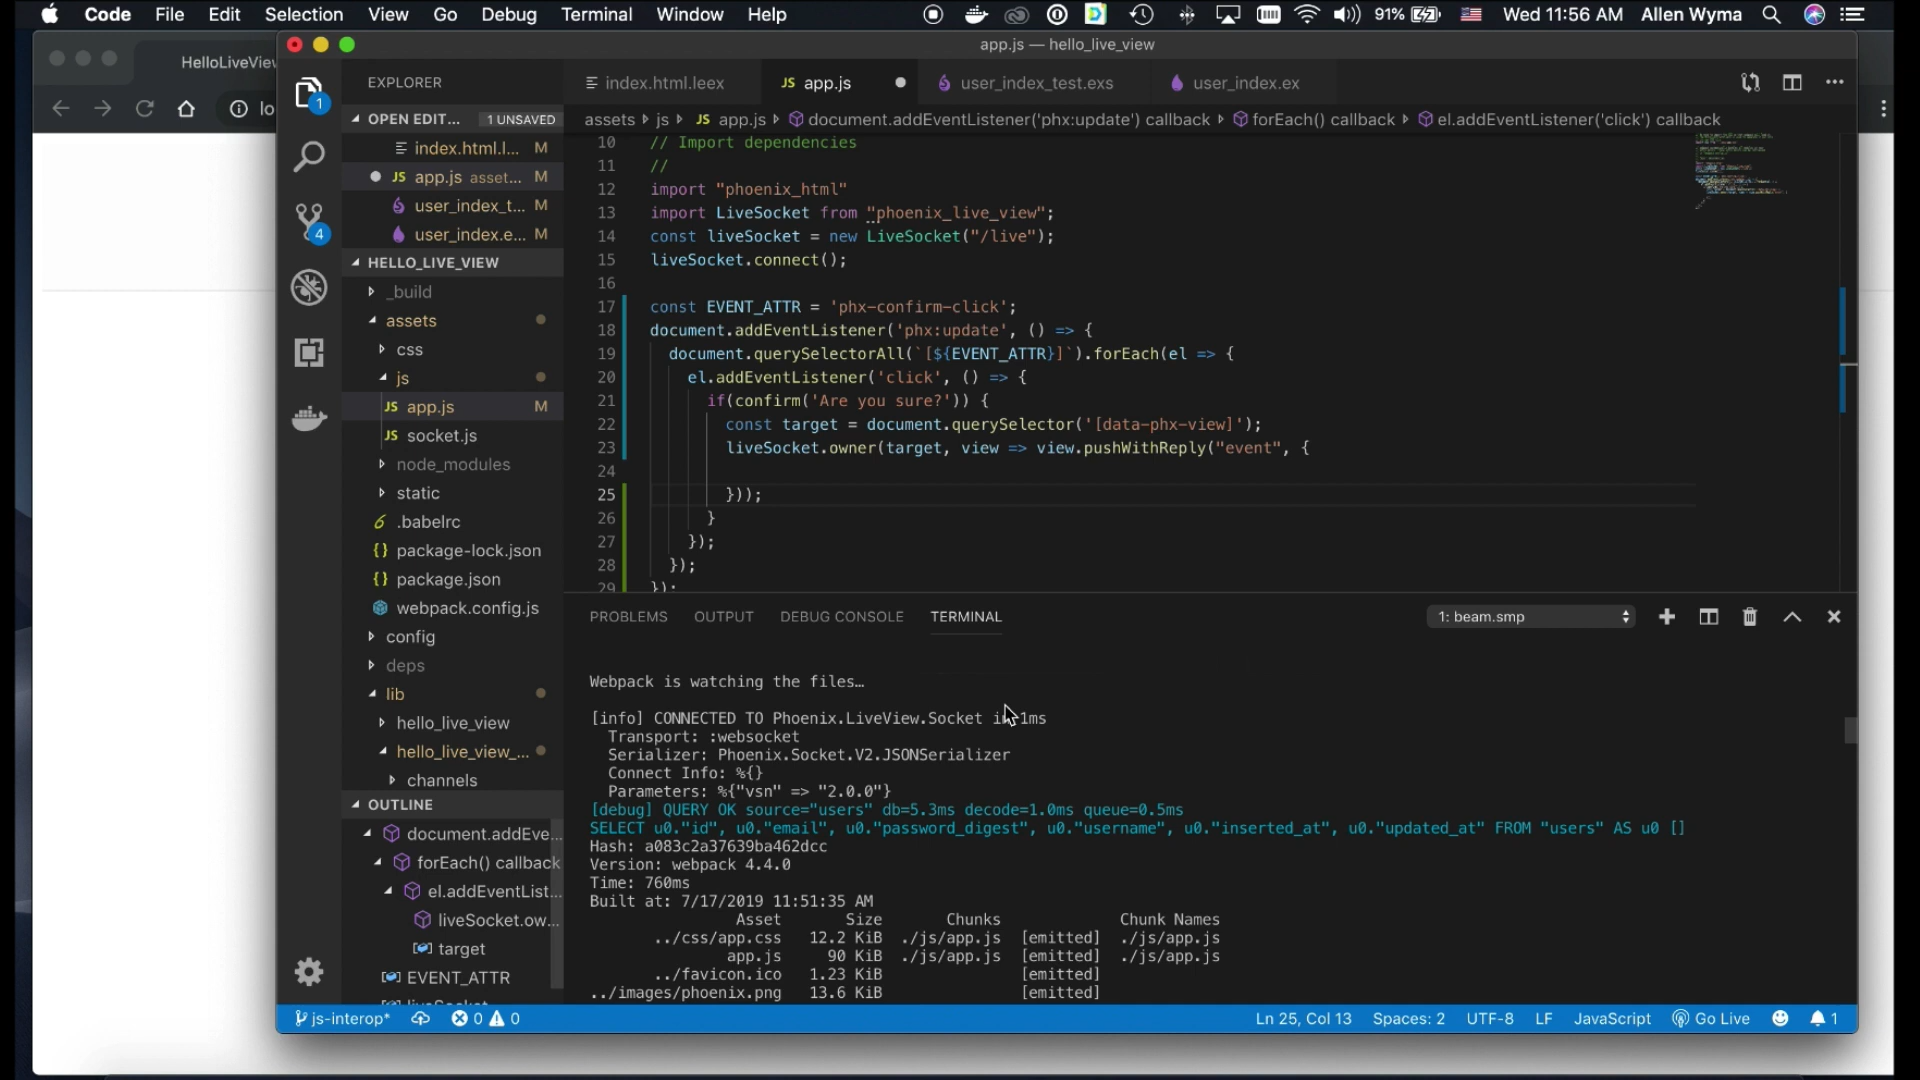 Code File Edit Selection View Go Debug Terminal Window Help 91% Wed 11:56 AM Allen Wyma
app.js — hello_live_view
HelloLiveView
lo
EXPLORER
OPEN EDIT... 1 UNSAVED
index.html.l... M
JS app.js asset... M
user_index_t... M
user_index.e... M
HELLO_LIVE_VIEW
_build
assets
css
js
JS app.js M
JS socket.js
node_modules
static
.babelrc
{} package-lock.json
{} package.json
webpack.config.js
config
deps
lib
hello_live_view
hello_live_view_...
channels
OUTLINE
document.addEve...
forEach() callback
el.addEventList...
liveSocket.ow...
target
EVENT_ATTR
1
4
index.html.leex JS app.js user_index_test.exs user_index.ex
assets js JS app.js document.addEventListener('phx:update') callback forEach() callback el.addEventListener('click') callback
10 // Import dependencies
11 //
12 import "phoenix_html"
13 import LiveSocket from "phoenix_live_view";
14 const liveSocket = new LiveSocket("/live");
15 liveSocket.connect();
16
17 const EVENT_ATTR = 'phx-confirm-click';
18 document.addEventListener('phx:update', () => {
19 document.querySelectorAll(`[${EVENT_ATTR}]`).forEach(el => {
20 el.addEventListener('click', () => {
21 if(confirm('Are you sure?')) {
22 const target = document.querySelector('[data-phx-view]');
23 liveSocket.owner(target, view => view.pushWithReply("event", {
24
25 }));
26 }
27 });
28 });
29 });
PROBLEMS OUTPUT DEBUG CONSOLE TERMINAL 1: beam.smp
Webpack is watching the files…
[info] CONNECTED TO Phoenix.LiveView.Socket in 1ms
Transport: :websocket
Serializer: Phoenix.Socket.V2.JSONSerializer
Connect Info: %{}
Parameters: %{"vsn" => "2.0.0"}
[debug] QUERY OK source="users" db=5.3ms decode=1.0ms queue=0.5ms
SELECT u0."id", u0."email", u0."password_digest", u0."username", u0."inserted_at", u0."updated_at" FROM "users" AS u0 []
Hash: a083c2a37639ba462dcc
Version: webpack 4.4.0
Time: 760ms
Built at: 7/17/2019 11:51:35 AM
Asset Size Chunks Chunk Names
../css/app.css 12.2 KiB ./js/app.js [emitted] ./js/app.js
app.js 90 KiB ./js/app.js [emitted] ./js/app.js
../favicon.ico 1.23 KiB [emitted]
../images/phoenix.png 13.6 KiB [emitted]
js-interop* 0 0 Ln 25, Col 13 Spaces: 2 UTF-8 LF JavaScript Go Live 1